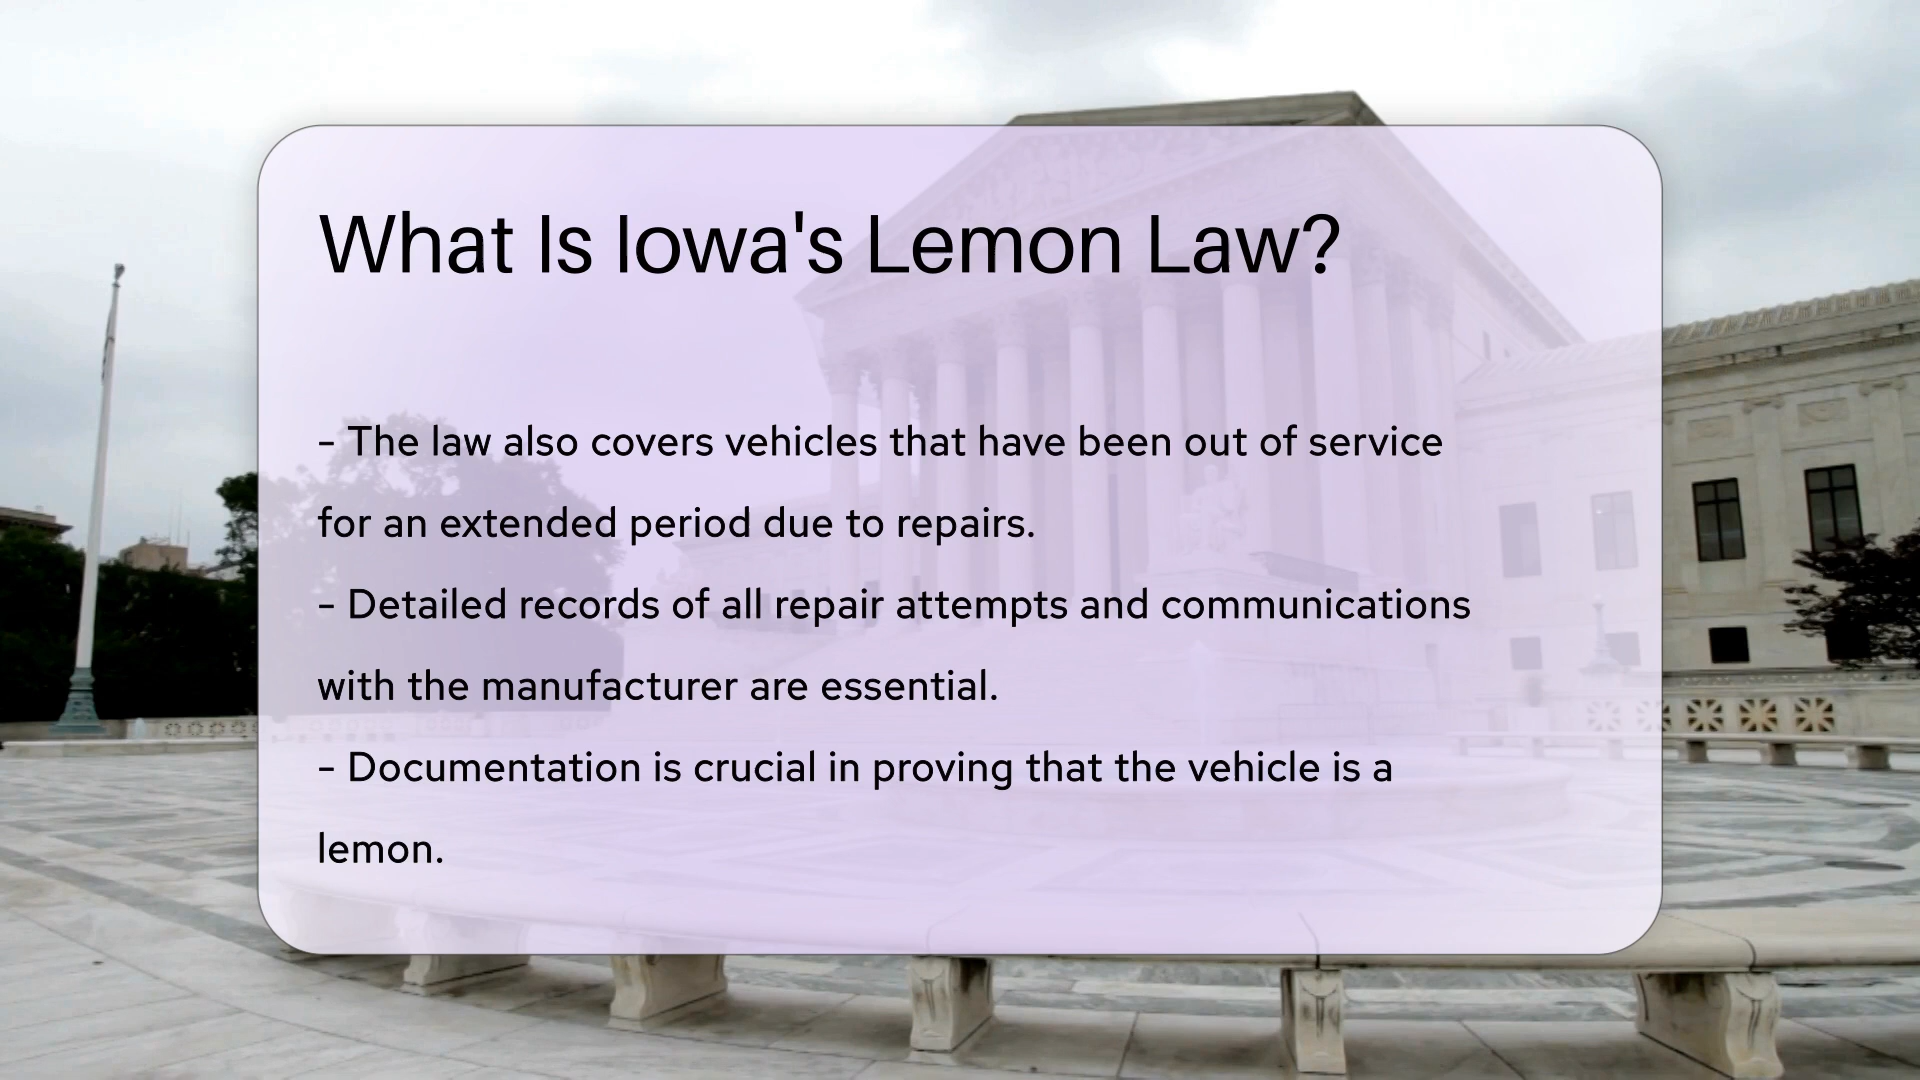 What Is Iowa's Lemon Law?
- The law also covers vehicles that have been out of service
for an extended period due to repairs.
- Detailed records of all repair attempts and communications
with the manufacturer are essential.
- Documentation is crucial in proving that the vehicle is a
lemon.